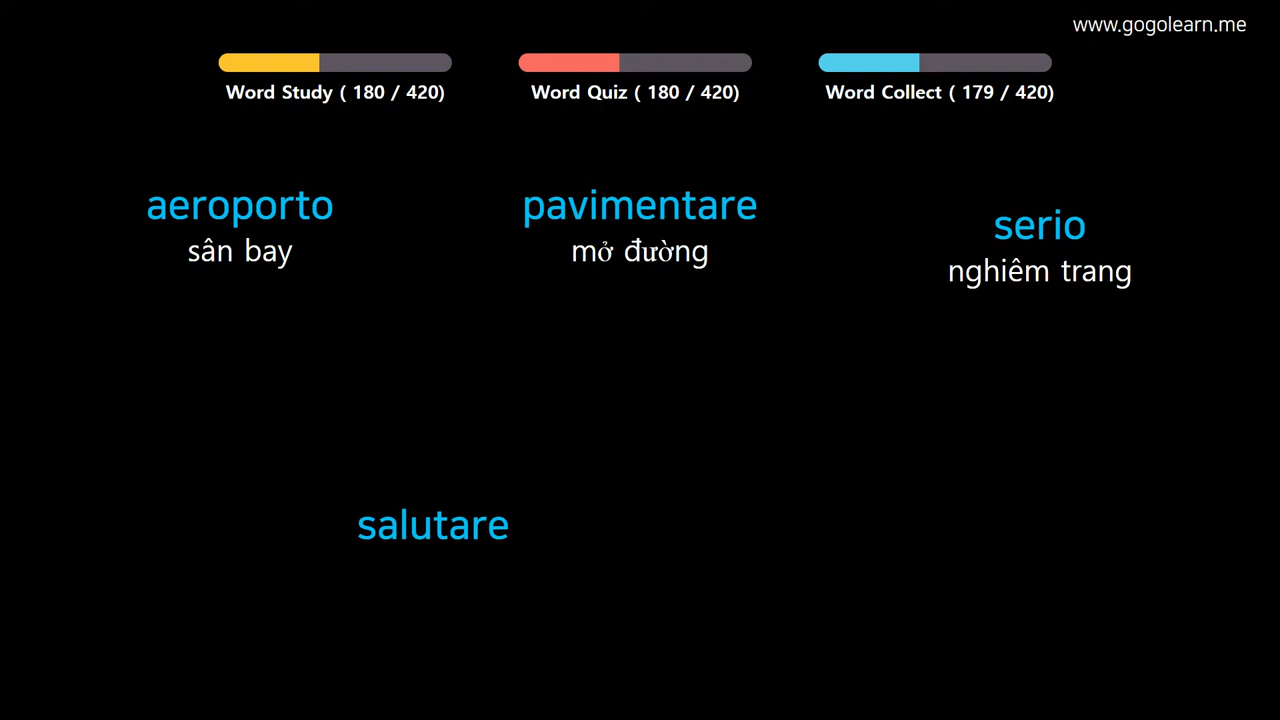 www.gogolearn.me
Word Study ( 180 / 420)
Word Quiz ( 180 / 420)
Word Collect ( 179 / 420)
aeroporto
sân bay
pavimentare
mở đường
serio
nghiêm trang
salutare